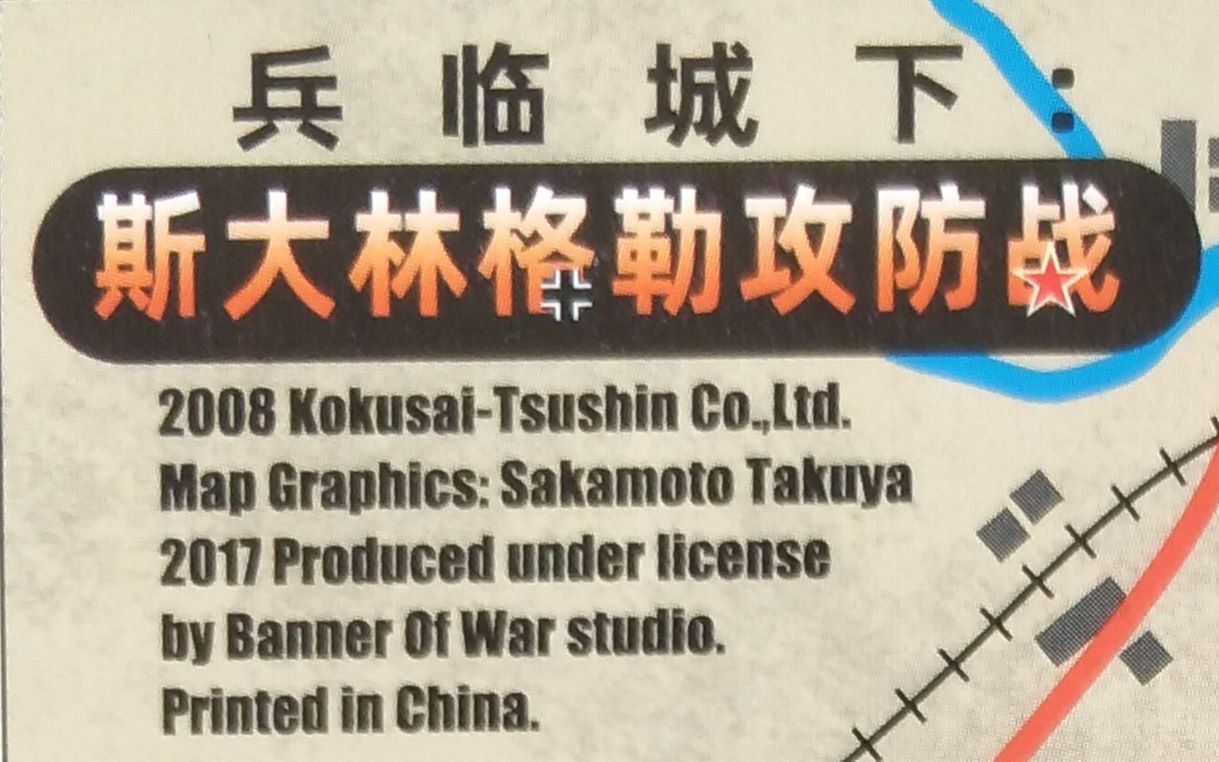 兵临城下:
斯大林格勒攻防战
2008 Kokusai-Tsushin Co.,Ltd.
Map Graphics: Sakamoto Takuya
2017 Produced under license
by Banner Of War studio.
Printed in China.